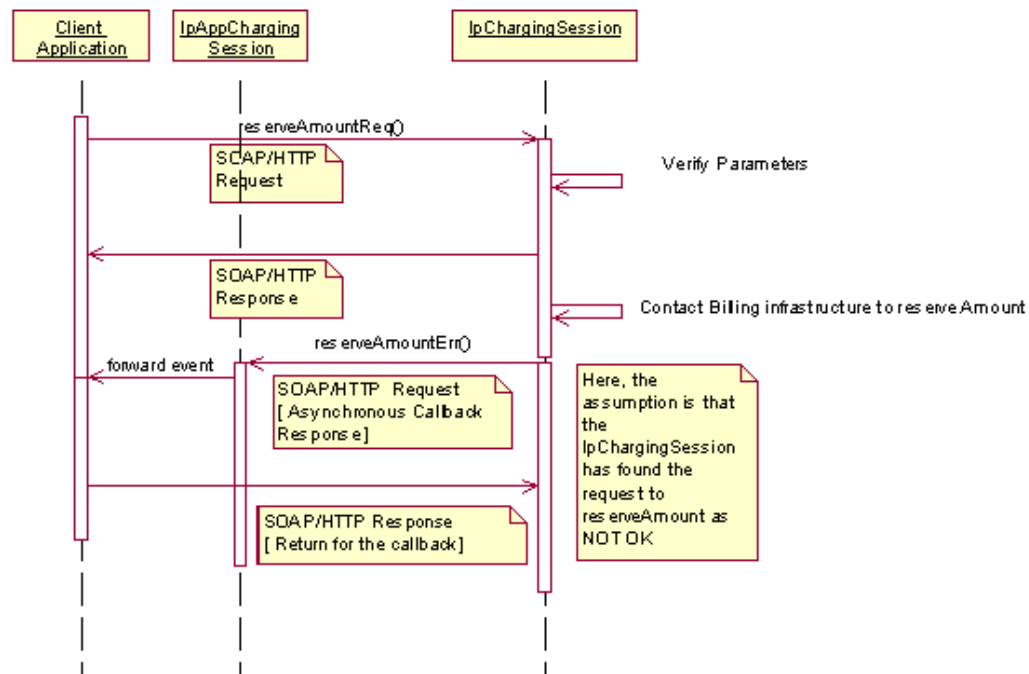 Client
Application
IpAppCharging
Session
IpChargingSession
reserveAmountReq()
SOAP/HTTP
Request
Verify Parameters
SOAP/HTTP
Response
Contact Billing infrastructure to reserveAmount
reserveAmountErr()
forward event
SOAP/HTTP Request
[ Asynchronous Callback
Response]
Here, the
assumption is that
the
IpChargingSession
has found the
request to
reserveAmount as
NOT OK
SOAP/HTTP Response
[ Return for the callback]